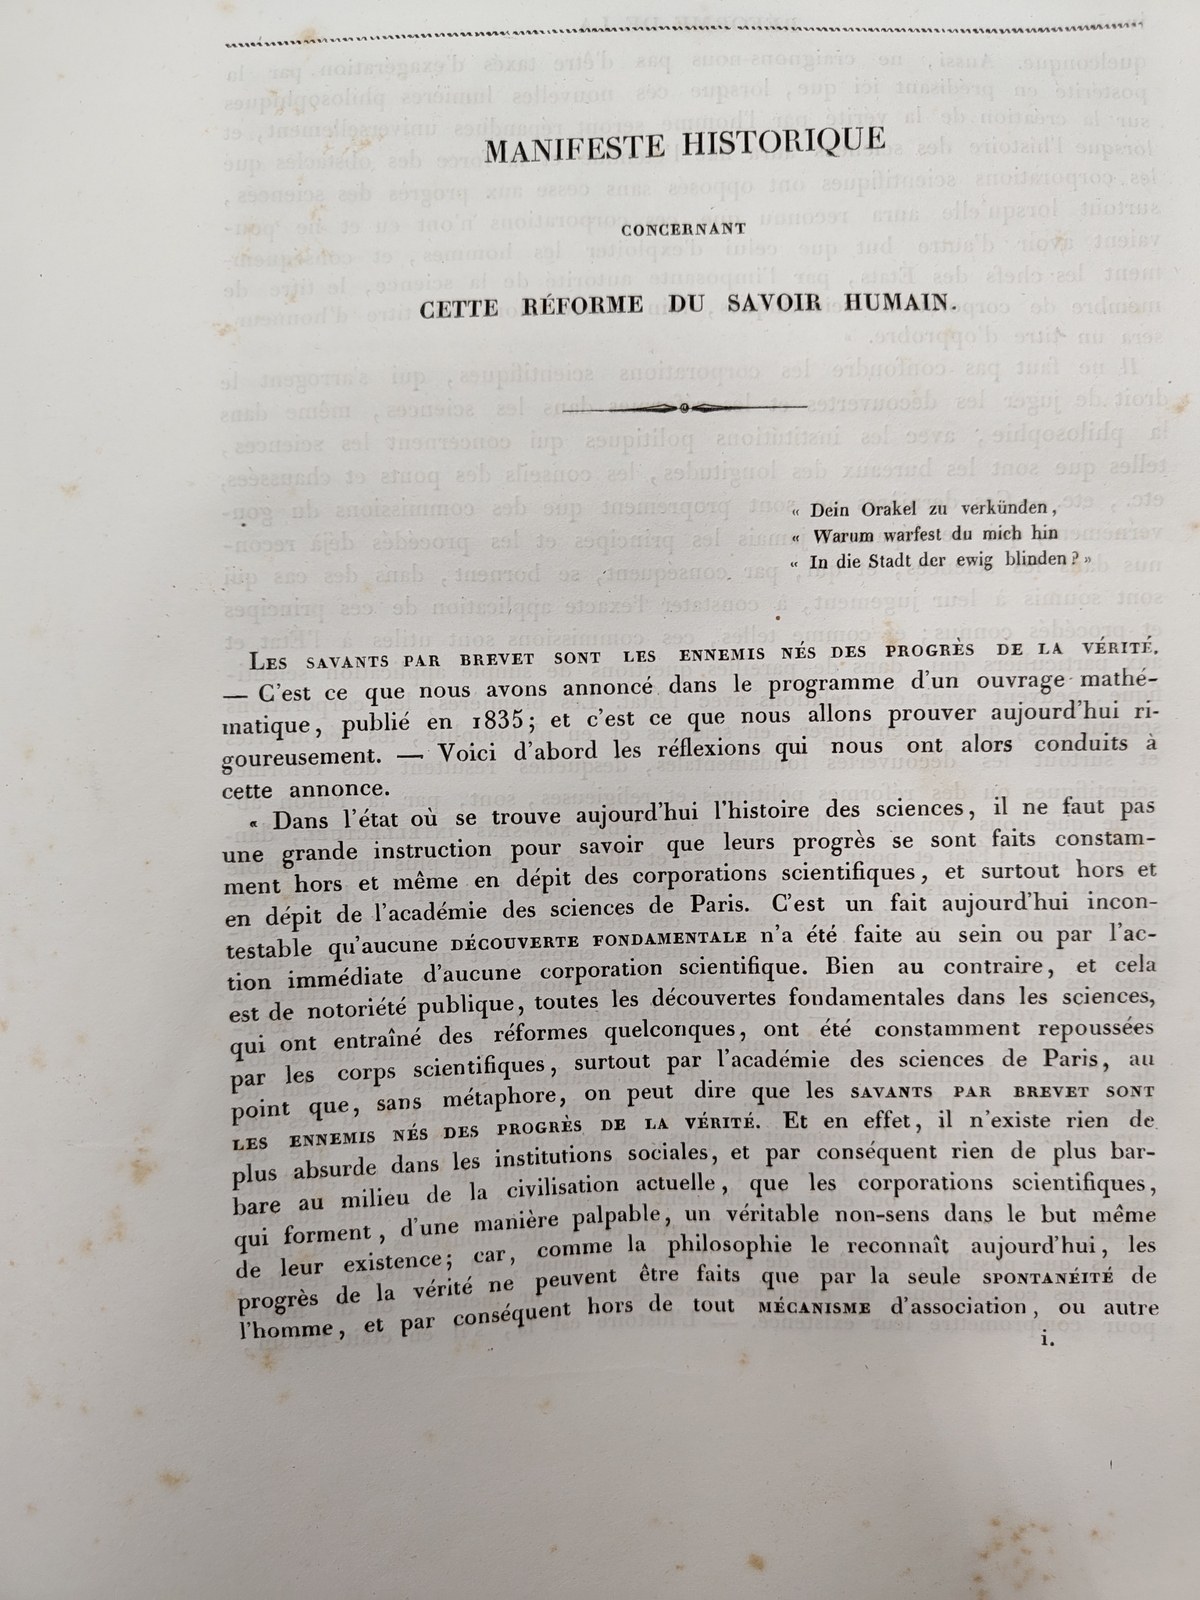 MANIFESTE HISTORIQUE
CONCERNANT
CETTE RÉFORME DU SAVOIR HUMAIN.
« Dein Orakel zu verkünden,
« Warum warfest du mich hin
« In die Stadt der ewig blinden? »
LES SAVANTS PAR BREVET SONT LES ENNEMIS NÉS DES PROGRÈS DE LA VÉRITÉ.
— C'est ce que nous avons annoncé dans le programme d'un ouvrage mathé-
matique, publié en 1835; et c'est ce que nous allons prouver aujourd'hui ri-
goureusement. — Voici d'abord les réflexions qui nous ont alors conduits à
cette annonce.
« Dans l'état où se trouve aujourd'hui l'histoire des sciences, il ne faut pas
une grande instruction pour savoir que leurs progrès se sont faits constam-
ment hors et même en dépit des corporations scientifiques, et surtout hors et
en dépit de l'académie des sciences de Paris. C'est un fait aujourd'hui incon-
testable qu'aucune DÉCOUVERTE FONDAMENTALE n'a été faite au sein ou par l'ac-
tion immédiate d'aucune corporation scientifique. Bien au contraire, et cela
est de notoriété publique, toutes les découvertes fondamentales dans les sciences,
qui ont entraîné des réformes quelconques, ont été constamment repoussées
par les corps scientifiques, surtout par l'académie des sciences de Paris, au
point que, sans métaphore, on peut dire que les SAVANTS PAR BREVET SONT
LES ENNEMIS NÉS DES PROGRÈS DE LA VÉRITÉ. Et en effet, il n'existe rien de
plus absurde dans les institutions sociales, et par conséquent rien de plus bar-
bare au milieu de la civilisation actuelle, que les corporations scientifiques,
qui forment, d'une manière palpable, un véritable non-sens dans le but même
de leur existence; car, comme la philosophie le reconnaît aujourd'hui, les
progrès de la vérité ne peuvent être faits que par la seule SPONTANÉITÉ de
l'homme, et par conséquent hors de tout MÉCANISME d'association, ou autre
i.